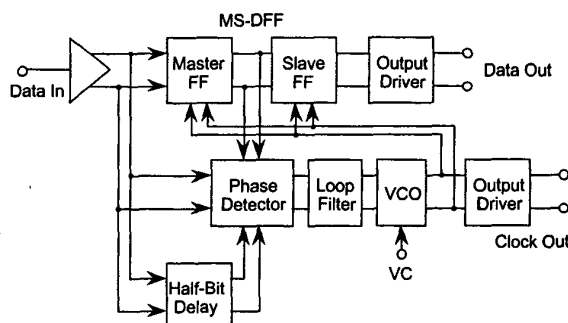 MS-DFF
Master
FF
Slave
FF
Output
Driver
Data In
Data Out
Phase
Detector
Loop
Filter
VCO
Output
Driver
Clock Out
VC
Half-Bit
Delay